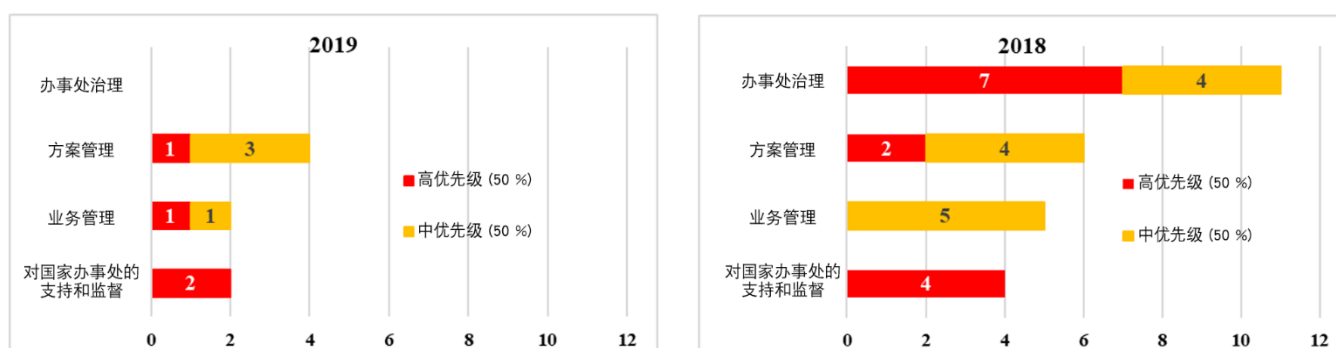 2019
办事处治理
方案管理
1
3
业务管理
1
1
对国家办事处的
支持和监督
2
高优先级 (50 %)
中优先级 (50 %)
0 2 4 6 8 10 12
2018
办事处治理
7
4
方案管理
2
4
业务管理
5
对国家办事处的
支持和监督
4
高优先级 (50 %)
中优先级 (50 %)
0 2 4 6 8 10 12